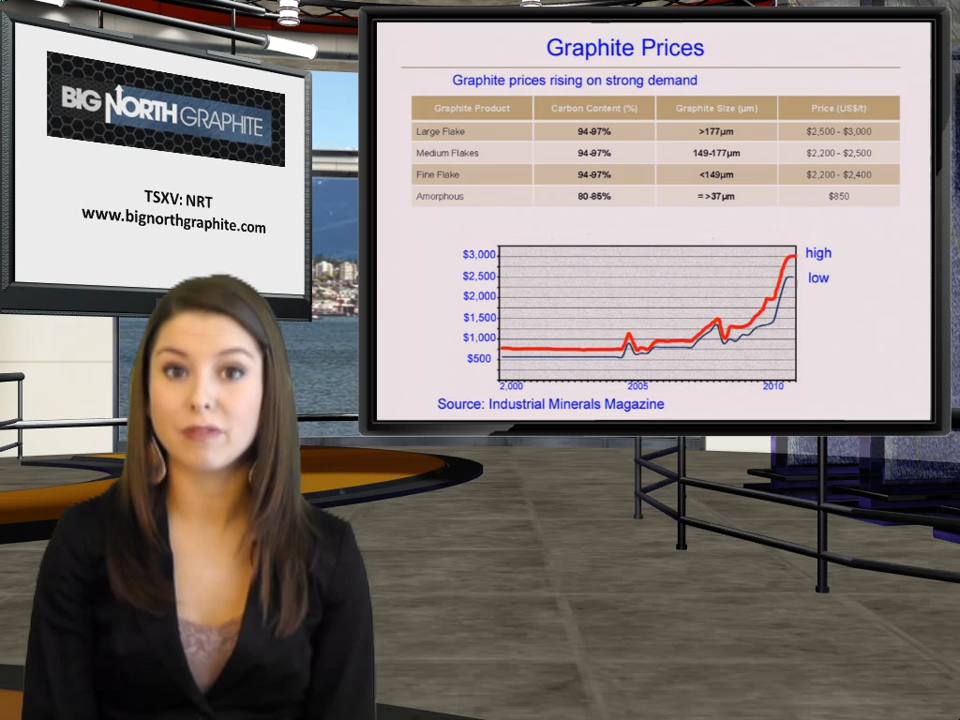 BIG NORTH GRAPHITE
TSXV: NRT
www.bignorthgraphite.com
Graphite Prices
Graphite prices rising on strong demand
Graphite Product Carbon Content (%) Graphite Size (µm) Price (US$/t)
Large Flake 94-97% >177µm $2,500 - $3,000
Medium Flakes 94-97% 149-177µm $2,200 - $2,500
Fine Flake 94-97% <149µm $2,200 - $2,400
Amorphous 80-85% = >37µm $850
$3,000 high
$2,500 low
$2,000
$1,500
$1,000
$500
2,000 2005 2010
Source: Industrial Minerals Magazine